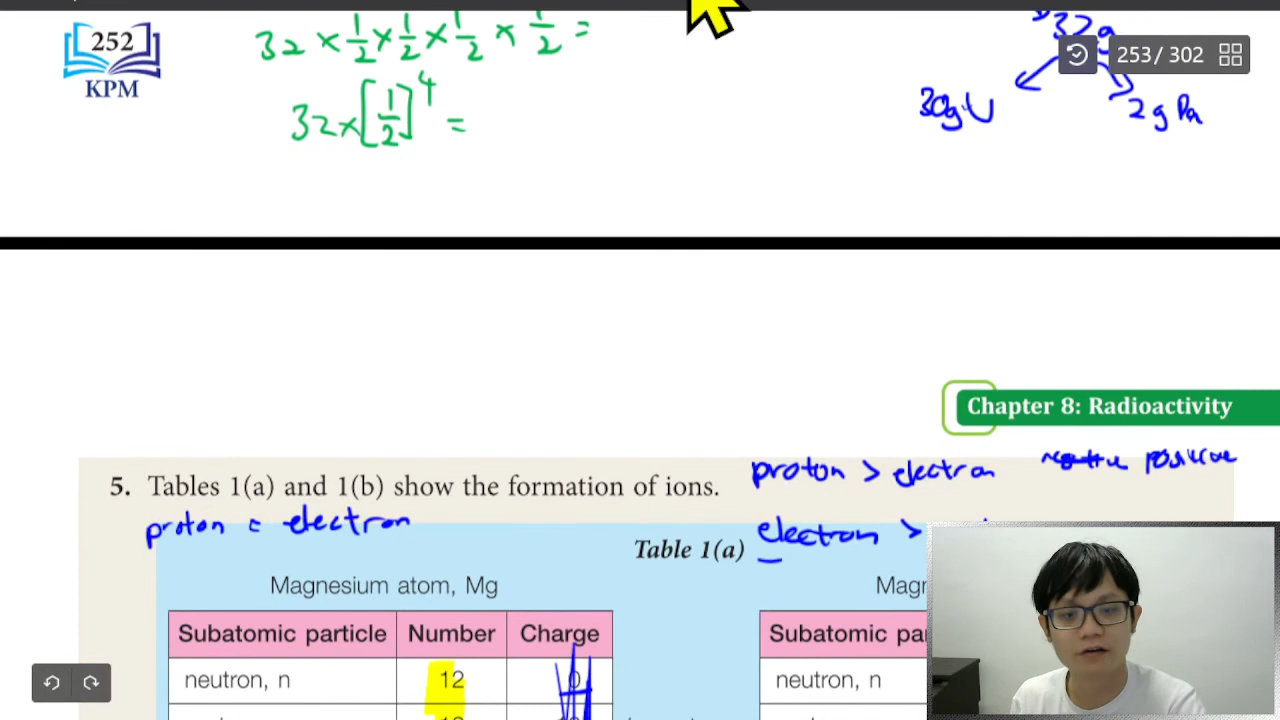 252
KPM
32 × 1/2 × 1/2 × 1/2 × 1/2 =
32 × [1/2]^4 =
32g
30g U
2 g Pa
253 / 302
Chapter 8: Radioactivity
proton > electron
positive
5. Tables 1(a) and 1(b) show the formation of ions.
proton = electron
electron >
Table 1(a)
Magnesium atom, Mg
Subatomic particle Number Charge
Subatomic
neutron, n 12 0
neutron, n